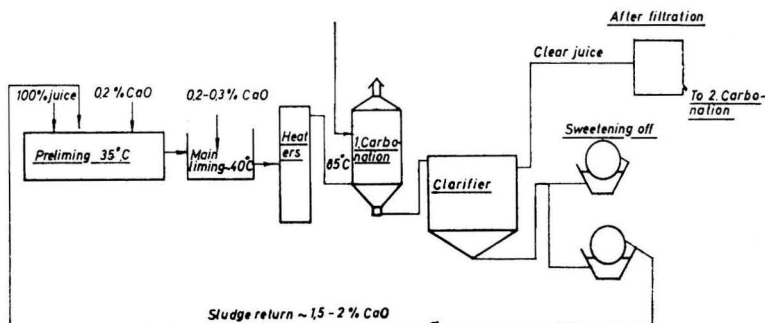 After filtration
Clear juice
To 2. Carbo-
nation
100% juice
0,2 % CaO
0,2-0,3% CaO
Preliming 35°C
Main
liming ~40°C
Heat
ers
85°C
1. Carbo
nation
Clarifier
Sweetening off
Sludge return ~ 1,5 - 2 % CaO